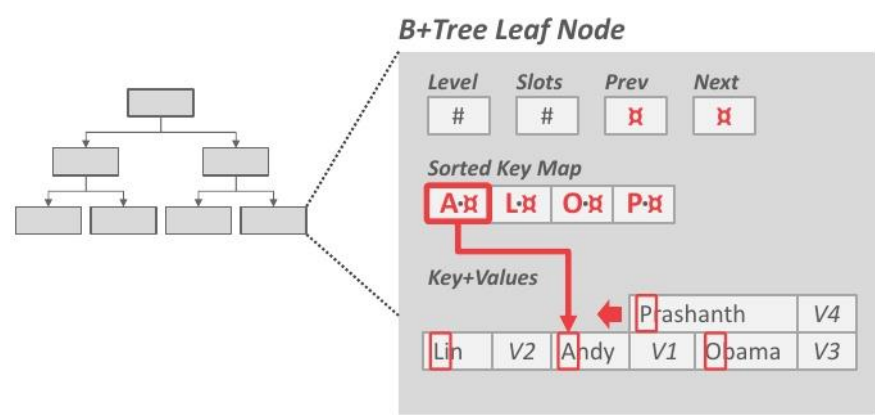 B+Tree Leaf Node
Level Slots Prev Next
# # ¤ ¤
Sorted Key Map
A·¤ L·¤ O·¤ P·¤
Key+Values
Prashanth V4
Lin V2 Andy V1 Obama V3